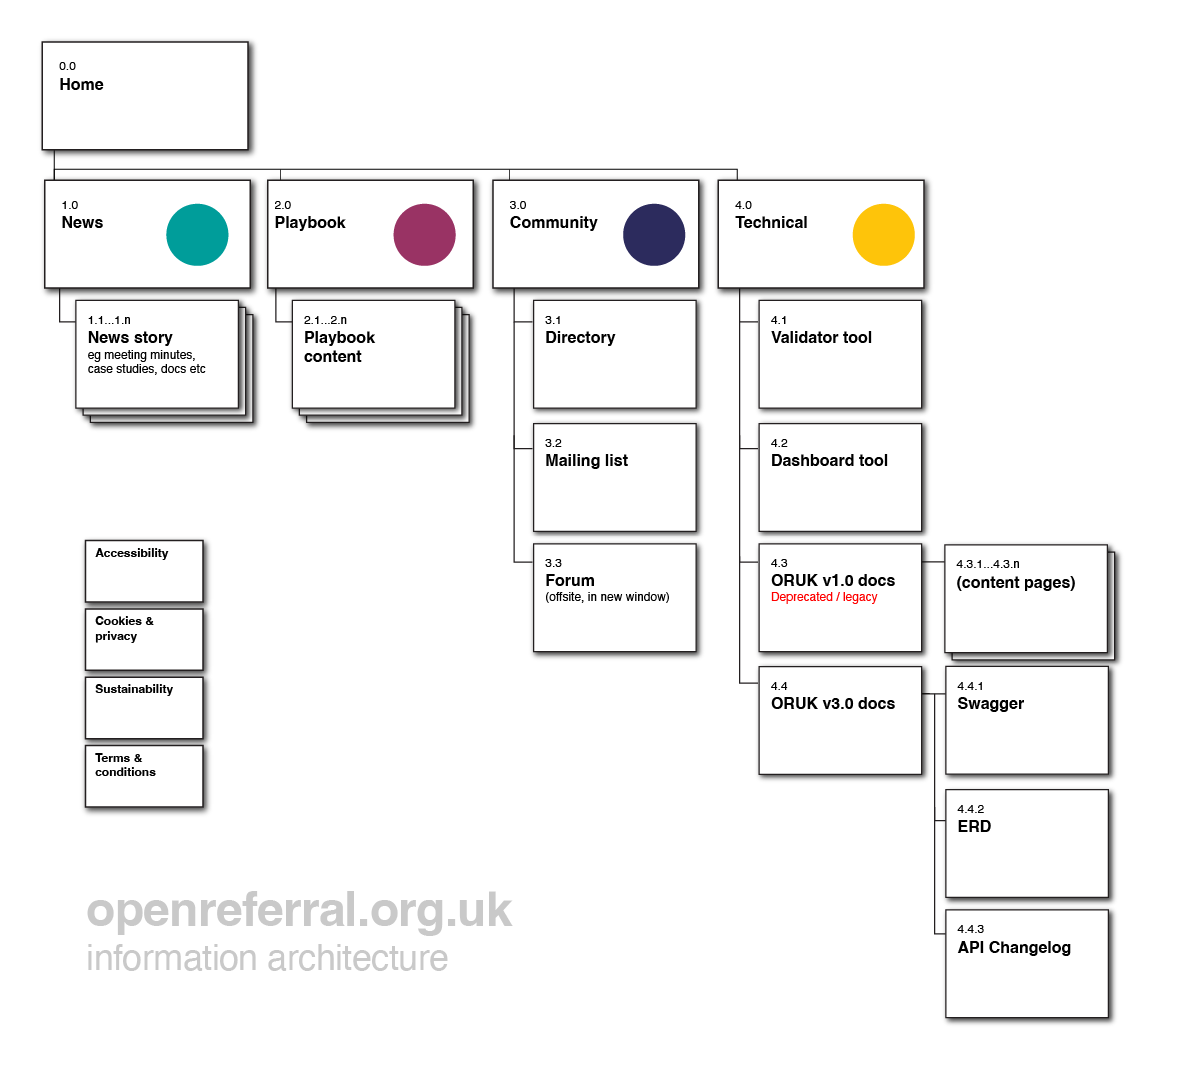 0.0
Home
1.0
News
2.0
Playbook
3.0
Community
4.0
Technical
1.1...1.n
News story
eg meeting minutes,
case studies, docs etc
2.1...2.n
Playbook
content
3.1
Directory
3.2
Mailing list
3.3
Forum
(offsite, in new window)
4.1
Validator tool
4.2
Dashboard tool
4.3
ORUK v1.0 docs
Deprecated / legacy
4.3.1...4.3.n
(content pages)
4.4
ORUK v3.0 docs
4.4.1
Swagger
4.4.2
ERD
4.4.3
API Changelog
Accessibility
Cookies &
privacy
Sustainability
Terms &
conditions
openreferral.org.uk
information architecture